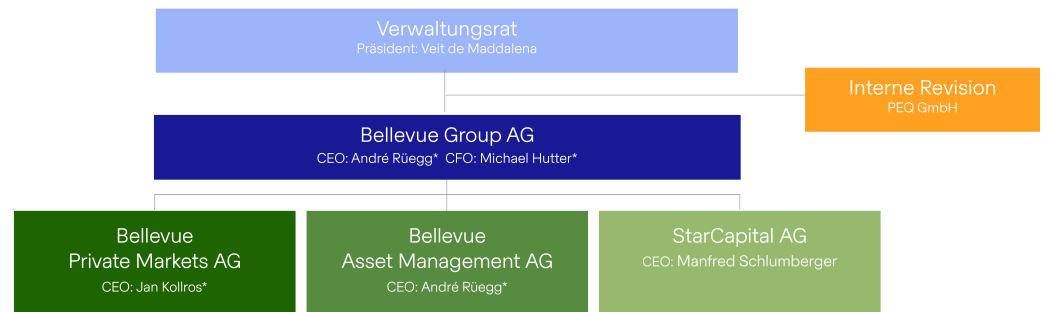 Verwaltungsrat
Präsident: Veit de Maddalena
Interne Revision
PEQ GmbH
Bellevue Group AG
CEO: André Rüegg* CFO: Michael Hutter*
Bellevue
Private Markets AG
CEO: Jan Kollros*
Bellevue
Asset Management AG
CEO: André Rüegg*
StarCapital AG
CEO: Manfred Schlumberger